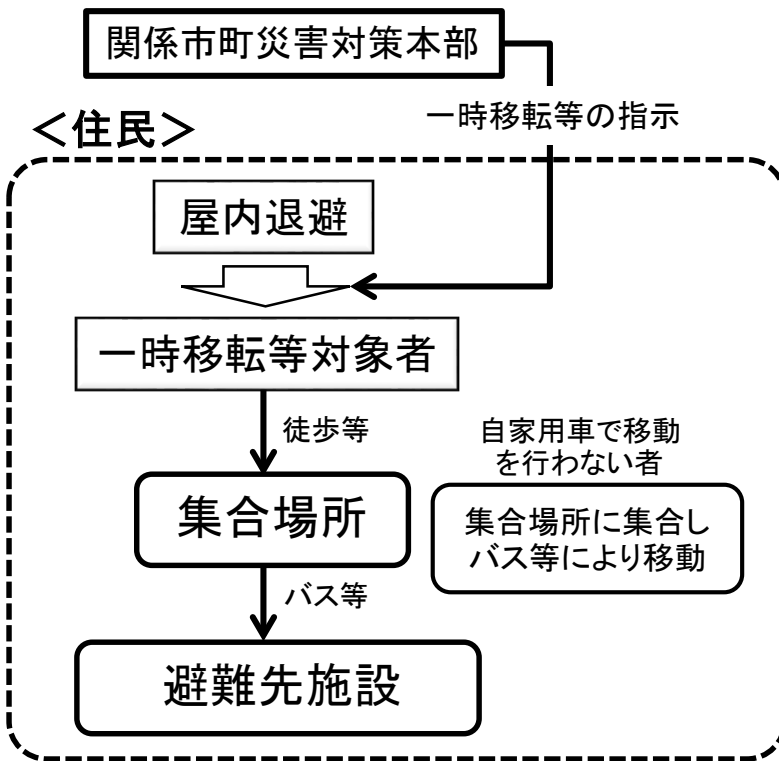 関係市町災害対策本部
一時移転等の指示
＜住民＞
屋内退避
一時移転等対象者
徒歩等
集合場所
バス等
避難先施設
自家用車で移動
を行わない者
集合場所に集合し
バス等により移動